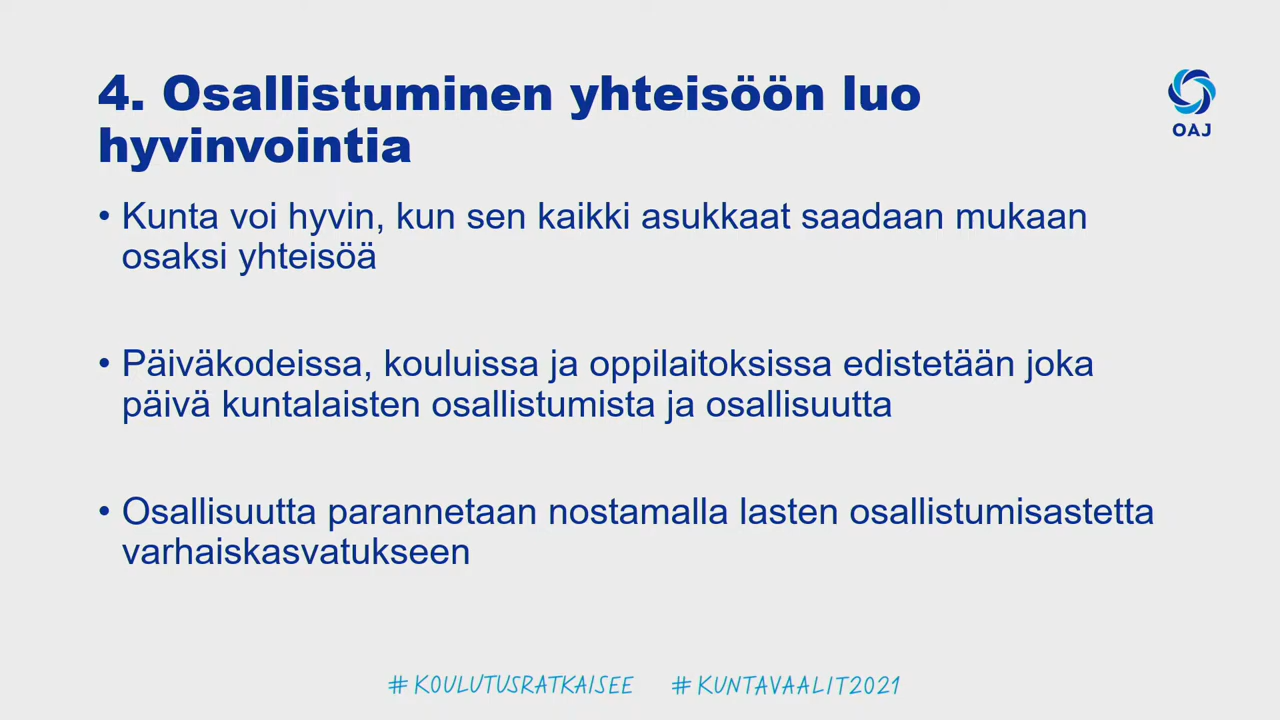 4. Osallistuminen yhteisöön luo
hyvinvointia
OAJ
• Kunta voi hyvin, kun sen kaikki asukkaat saadaan mukaan
osaksi yhteisöä
• Päiväkodeissa, kouluissa ja oppilaitoksissa edistetään joka
päivä kuntalaisten osallistumista ja osallisuutta
• Osallisuutta parannetaan nostamalla lasten osallistumisastetta
varhaiskasvatukseen
#KOULUTUSRATKAISEE #KUNTAVAALIT2021